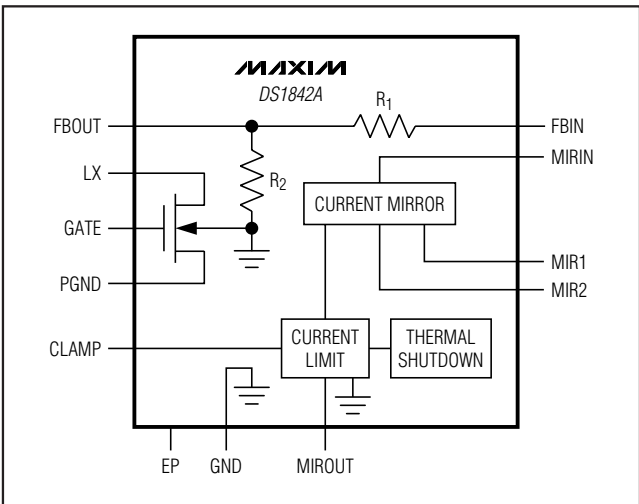 MAXIM
DS1842A
R1
FBOUT
FBIN
LX
MIRIN
R2
CURRENT MIRROR
GATE
PGND
MIR1
MIR2
CLAMP
CURRENT
LIMIT
THERMAL
SHUTDOWN
EP
GND
MIROUT